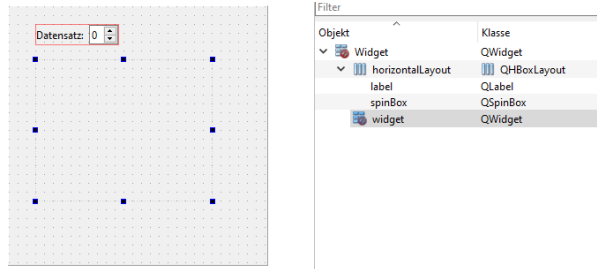 Datensatz: 0
Filter
Objekt Klasse
Widget QWidget
horizontalLayout QHBoxLayout
label QLabel
spinBox QSpinBox
widget QWidget